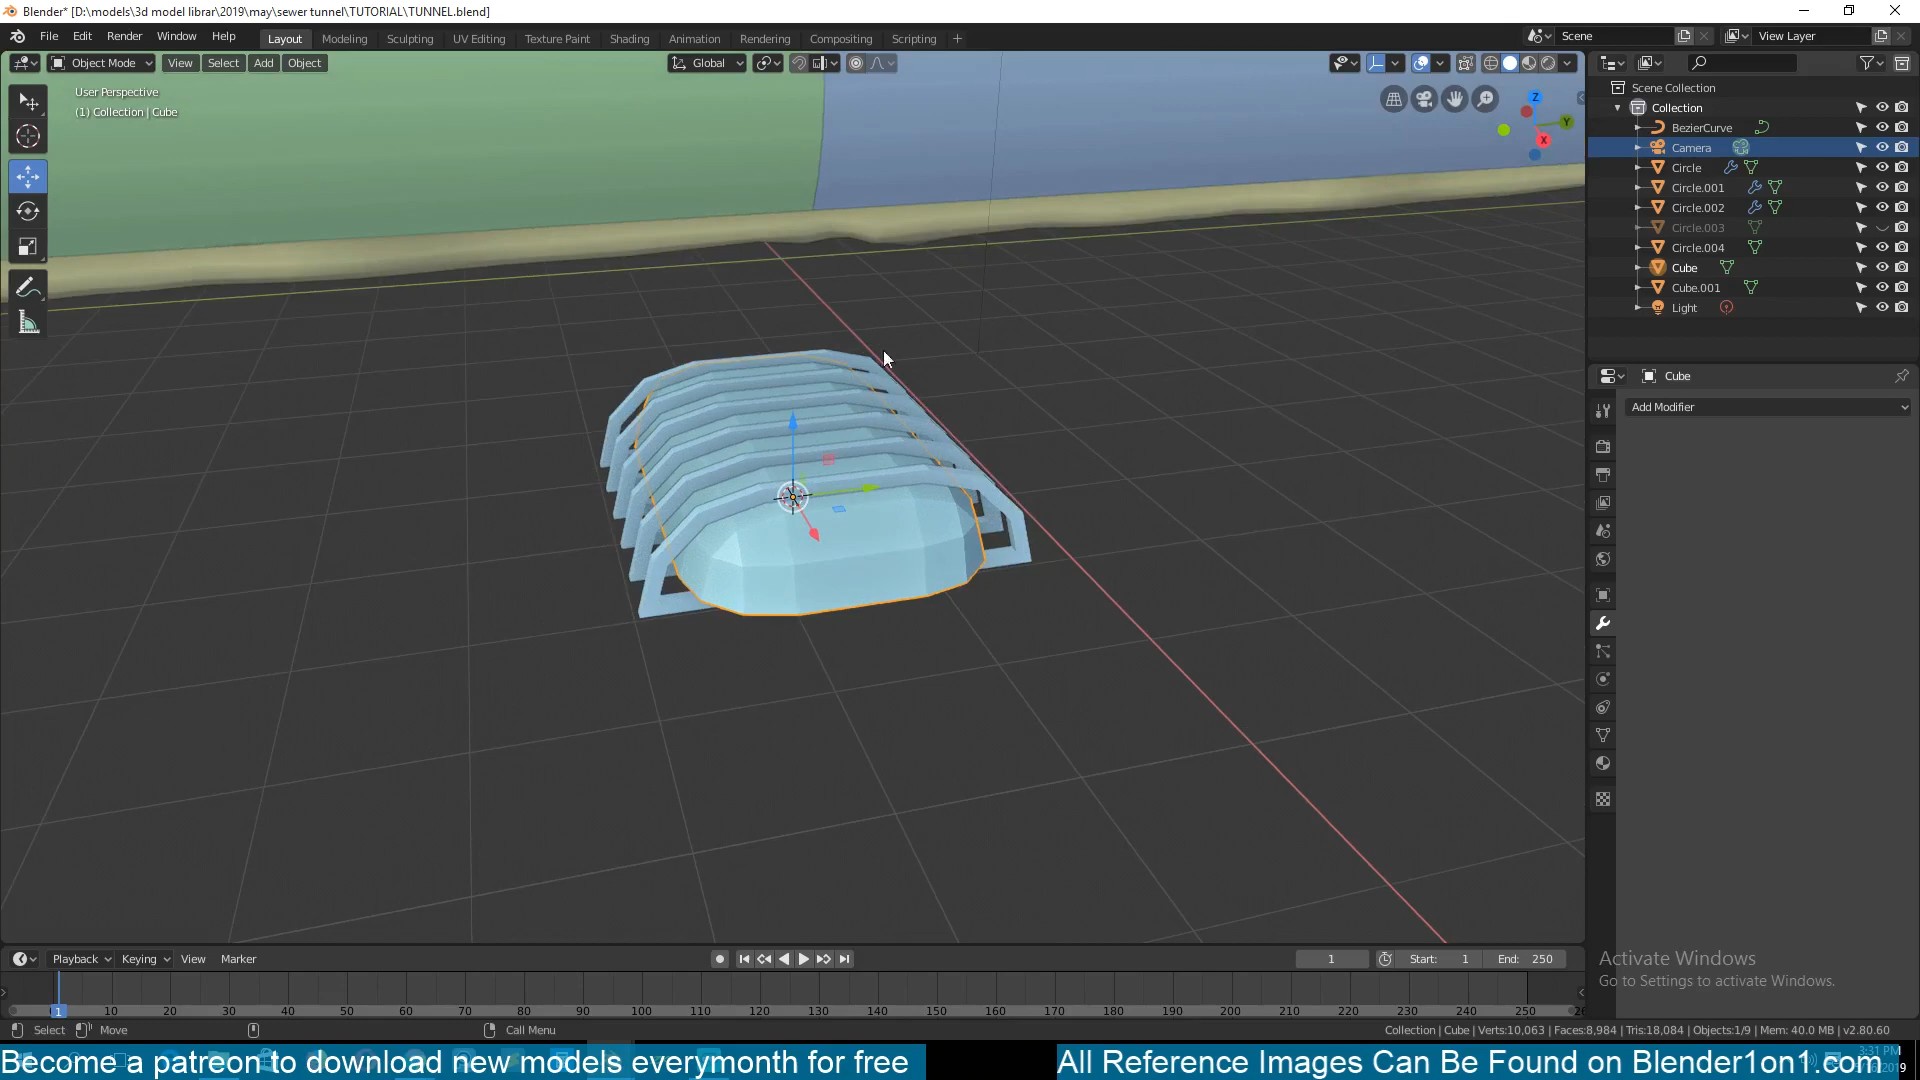 Blender* [D:\models\3d model librar\2019\may\sewer tunnel\TUTORIAL\TUNNEL.blend]
File Edit Render Window Help Layout Modeling Sculpting UV Editing Texture Paint Shading Animation Rendering Compositing Scripting + Scene View Layer
Object Mode View Select Add Object Global
User Perspective
(1) Collection | Cube
Z
Y
X
Scene Collection
Collection
BezierCurve
Camera
Circle
Circle.001
Circle.002
Circle.003
Circle.004
Cube
Cube.001
Light
Cube
Add Modifier
Activate Windows
Go to Settings to activate Windows.
Playback Keying View Marker 1 Start: 1 End: 250
1 10 20 30 40 50 60 70 80 90 100 110 120 130 140 150 160 170 180 190 200 210 220 230 240 250
Select Move Call Menu Collection | Cube | Verts:10,063 | Faces:8,984 | Tris:18,084 | Objects:1/9 | Mem: 40.0 MB | v2.80.60
Become a patreon to download new models everymonth for free All Reference Images Can Be Found on Blender1on1.com
3:31 PM